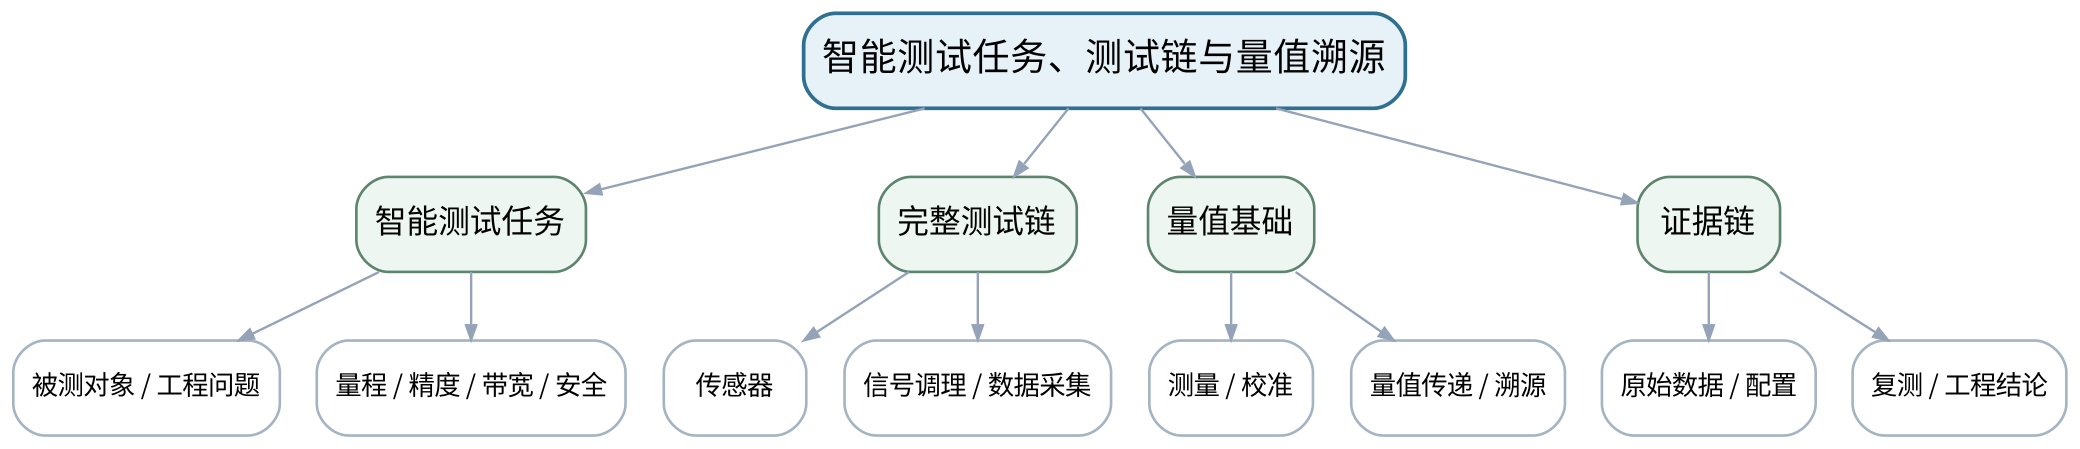 智能测试任务、测试链与量值溯源
智能测试任务
完整测试链
量值基础
证据链
被测对象 / 工程问题
量程 / 精度 / 带宽 / 安全
传感器
信号调理 / 数据采集
测量 / 校准
量值传递 / 溯源
原始数据 / 配置
复测 / 工程结论